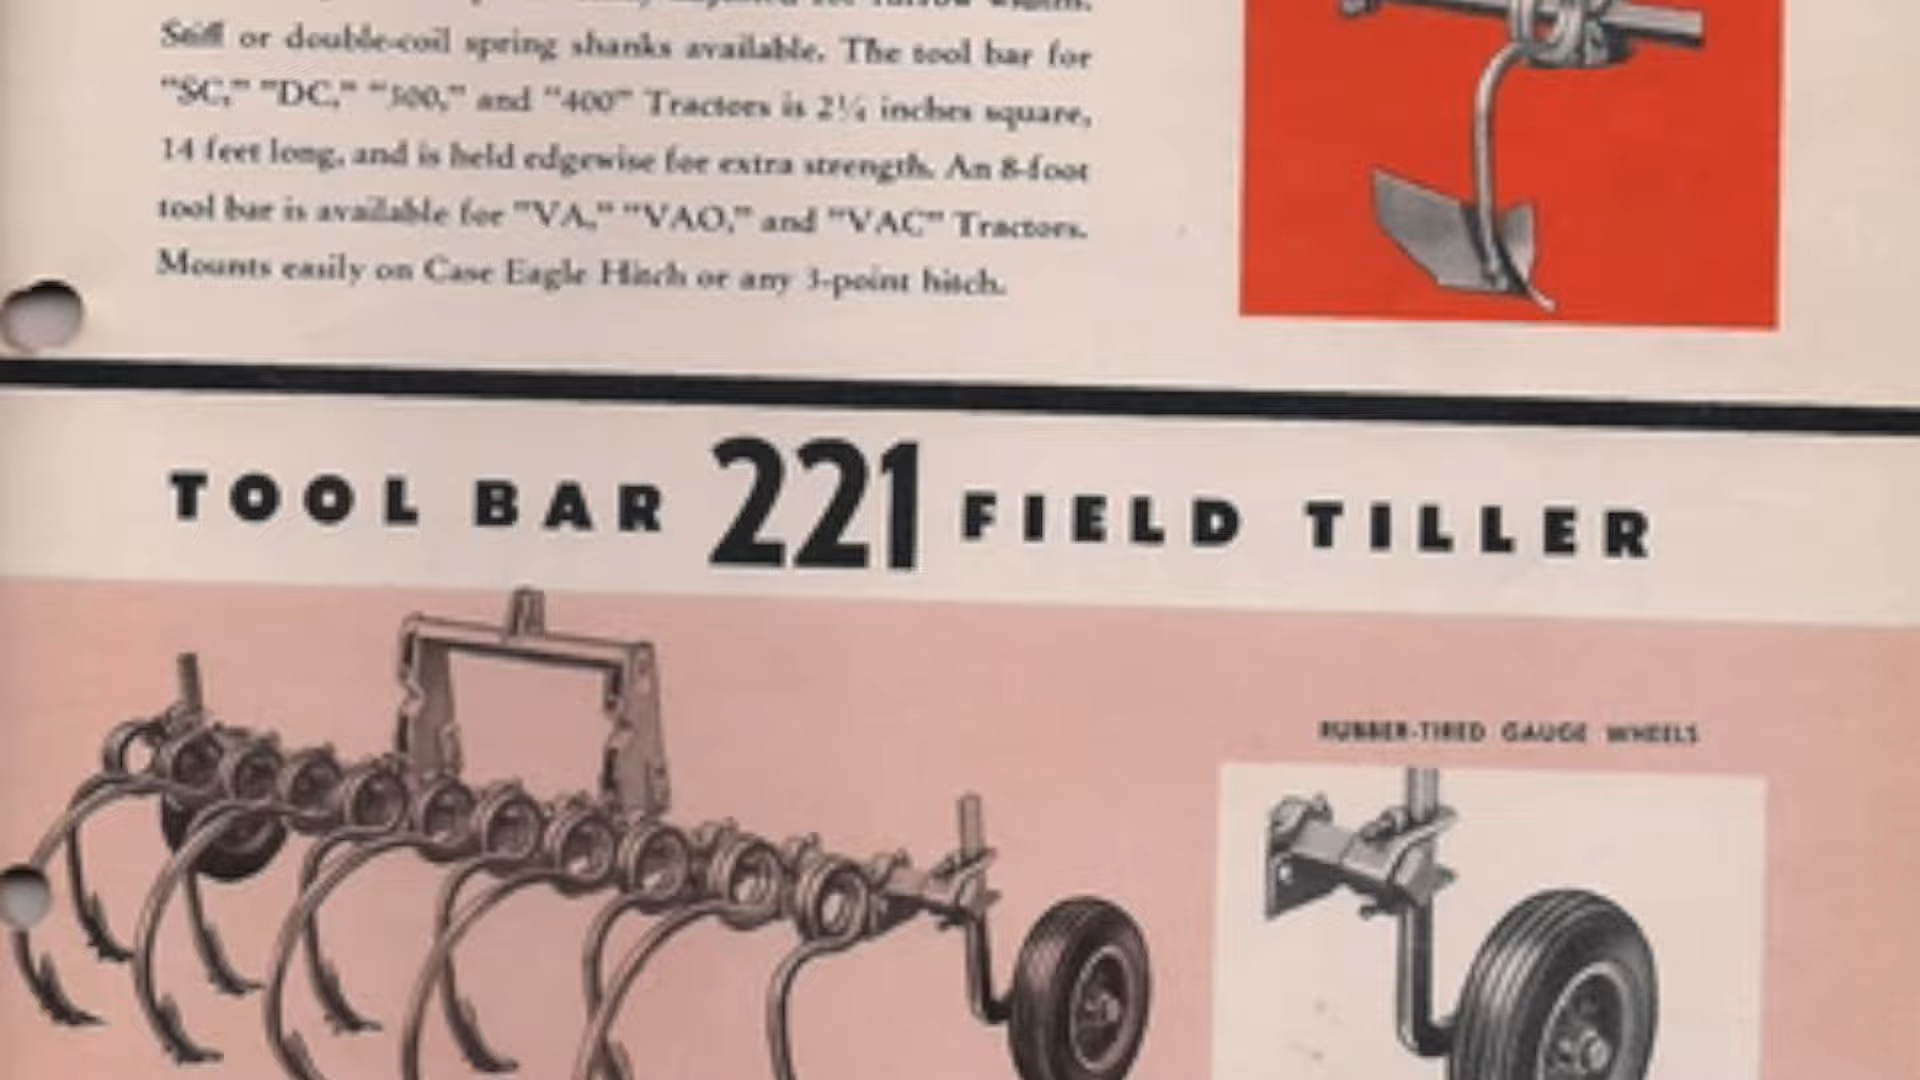 Stiff or double-coil spring shanks available. The tool bar for
"SC," "DC," "300," and "400" Tractors is 2¼ inches square,
14 feet long, and is held edgewise for extra strength. An 8-foot
tool bar is available for "VA," "VAO," and "VAC" Tractors.
Mounts easily on Case Eagle Hitch or any 3-point hitch.
TOOL BAR 221 FIELD TILLER
RUBBER-TIRED GAUGE WHEELS